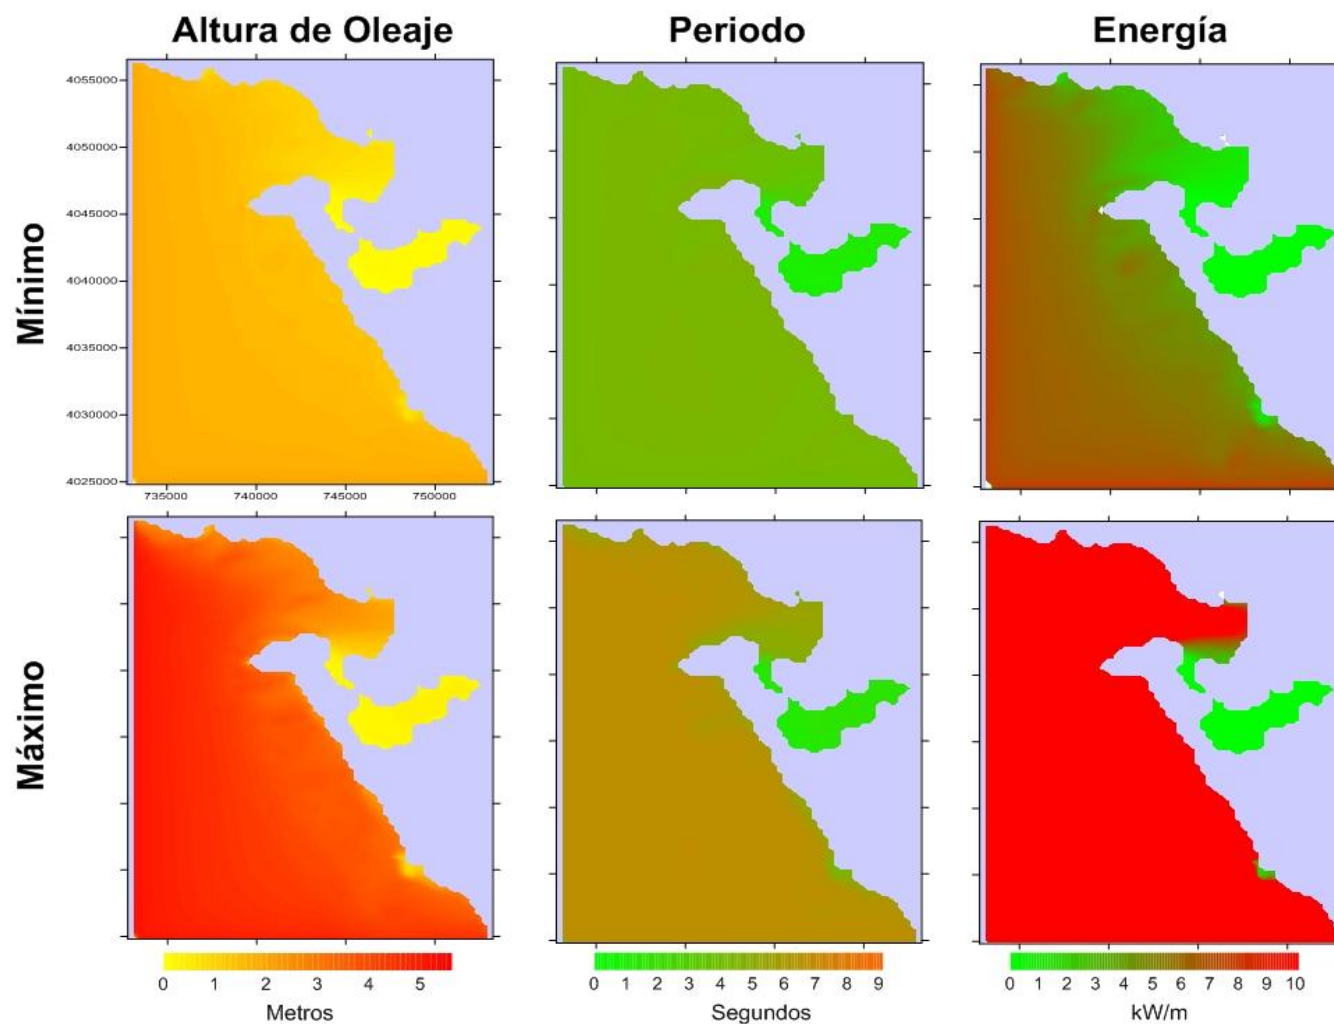 Altura de Oleaje
Periodo
Energía
Mínimo
4055000
4050000
4045000
4040000
4035000
4030000
4025000
735000 740000 745000 750000
Máximo
0 1 2 3 4 5
Metros
0 1 2 3 4 5 6 7 8 9
Segundos
0 1 2 3 4 5 6 7 8 9 10
kW/m